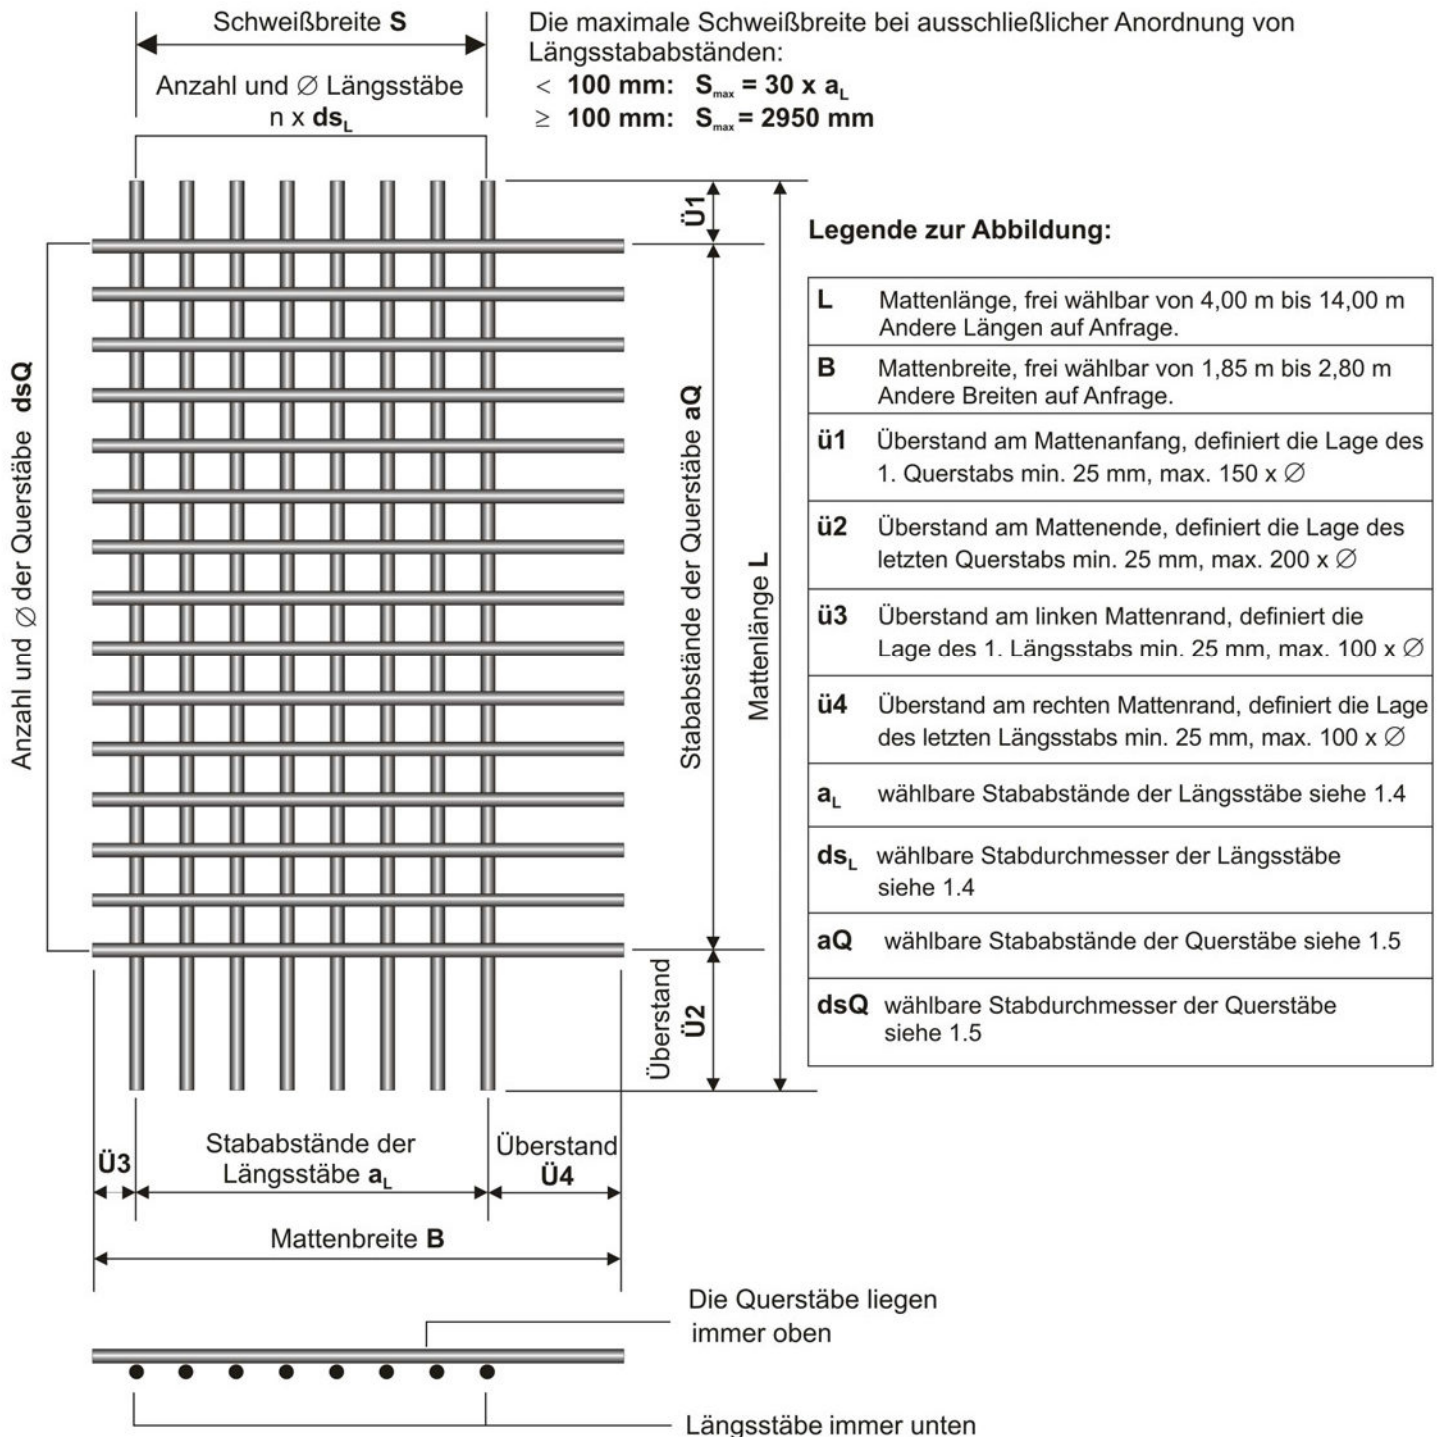 Schweißbreite S
Anzahl und ∅ Längsstäbe
n x dsL
Die maximale Schweißbreite bei ausschließlicher Anordnung von
Längsstababständen:
< 100 mm: Smax = 30 x aL
≥ 100 mm: Smax = 2950 mm
Anzahl und ∅ der Querstäbe dsQ
Ü1
Stababstände der Querstäbe aQ
Mattenlänge L
Überstand
Ü2
Legende zur Abbildung:
L Mattenlänge, frei wählbar von 4,00 m bis 14,00 m
Andere Längen auf Anfrage.
B Mattenbreite, frei wählbar von 1,85 m bis 2,80 m
Andere Breiten auf Anfrage.
ü1 Überstand am Mattenanfang, definiert die Lage des
1. Querstabs min. 25 mm, max. 150 x ∅
ü2 Überstand am Mattenende, definiert die Lage des
letzten Querstabs min. 25 mm, max. 200 x ∅
ü3 Überstand am linken Mattenrand, definiert die
Lage des 1. Längsstabs min. 25 mm, max. 100 x ∅
ü4 Überstand am rechten Mattenrand, definiert die Lage
des letzten Längsstabs min. 25 mm, max. 100 x ∅
aL wählbare Stababstände der Längsstäbe siehe 1.4
dsL wählbare Stabdurchmesser der Längsstäbe
siehe 1.4
aQ wählbare Stababstände der Querstäbe siehe 1.5
dsQ wählbare Stabdurchmesser der Querstäbe
siehe 1.5
Ü3
Stababstände der
Längsstäbe aL
Überstand
Ü4
Mattenbreite B
Die Querstäbe liegen
immer oben
Längsstäbe immer unten